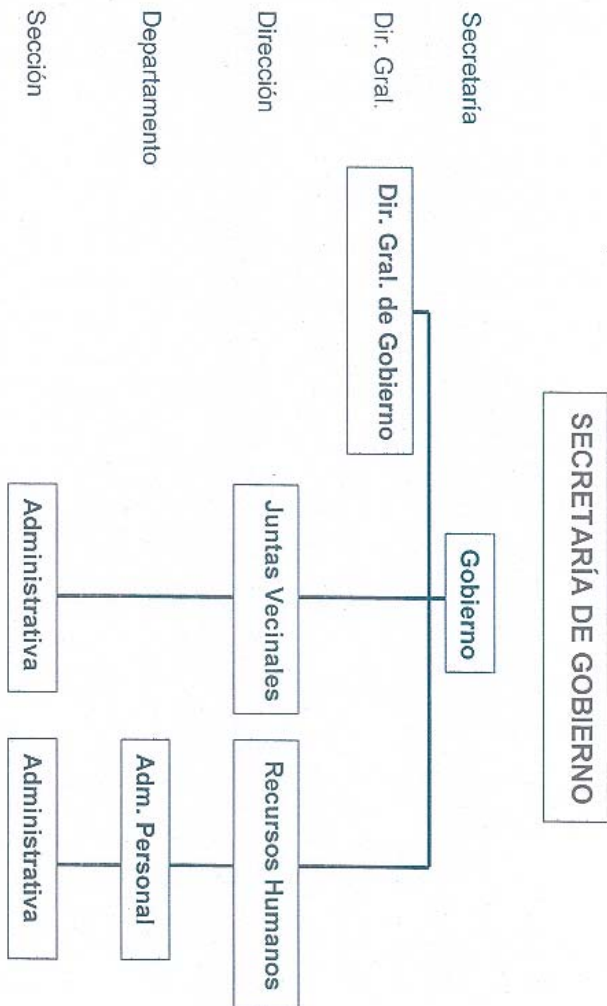 SECRETARÍA DE GOBIERNO
Secretaría
Gobierno
Dir. Gral.
Dir. Gral. de Gobierno
Dirección
Juntas Vecinales
Recursos Humanos
Departamento
Adm. Personal
Sección
Administrativa
Administrativa